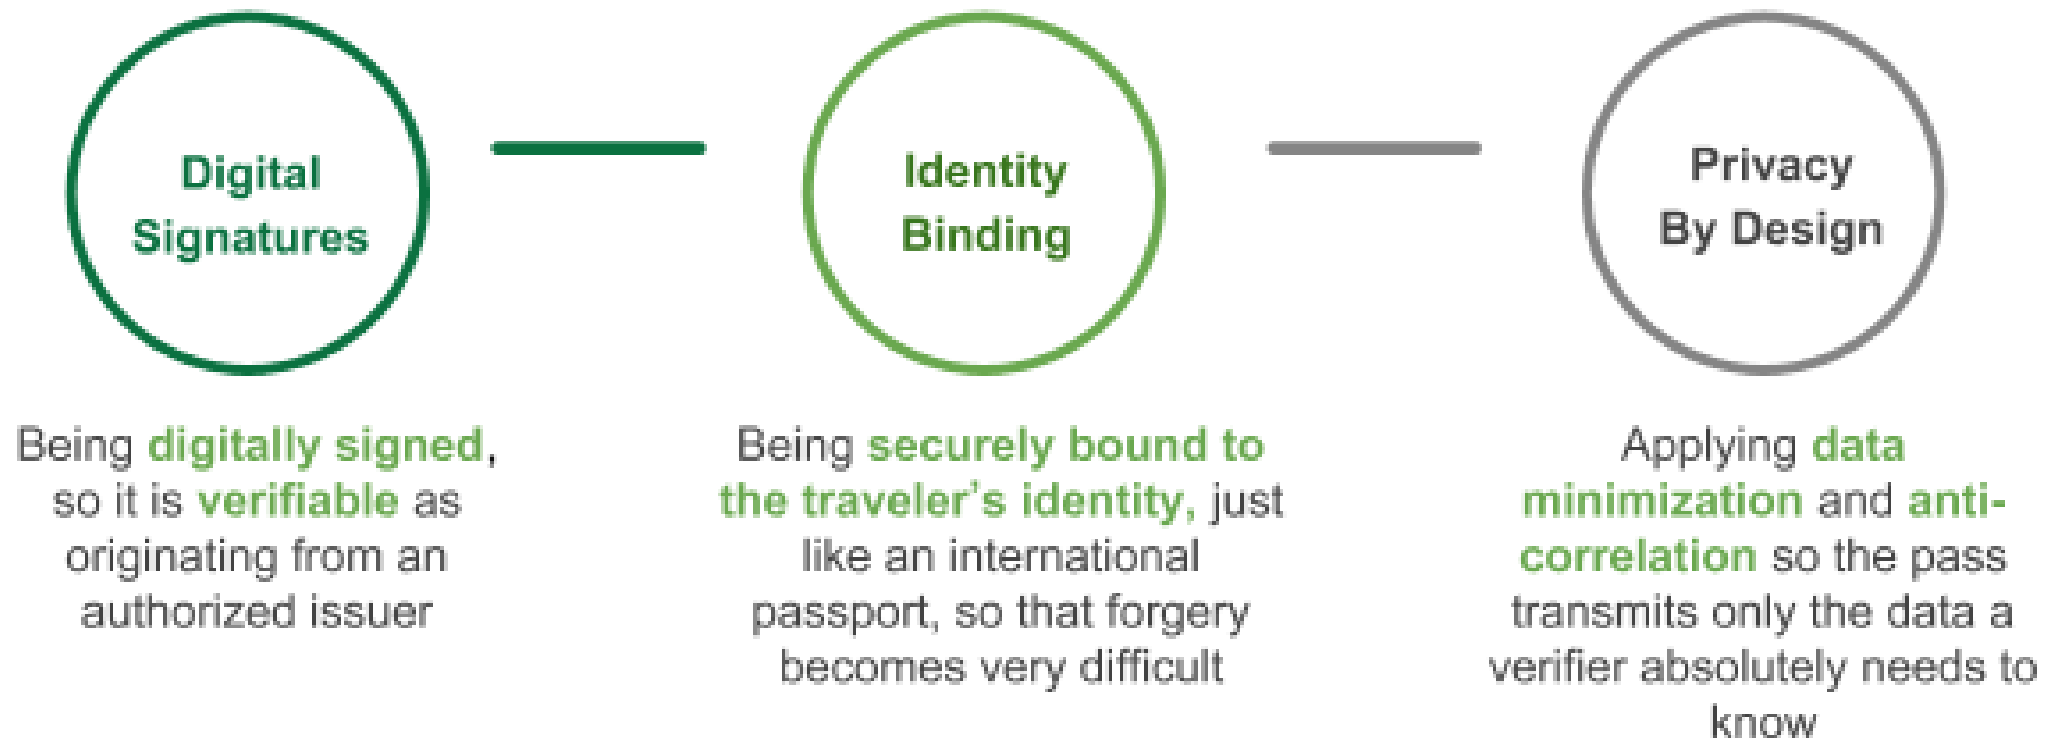 Digital
Signatures
Identity
Binding
Privacy
By Design
Being digitally signed,
so it is verifiable as
originating from an
authorized issuer
Being securely bound to
the traveler's identity, just
like an international
passport, so that forgery
becomes very difficult
Applying data
minimization and anti-
correlation so the pass
transmits only the data a
verifier absolutely needs to
know